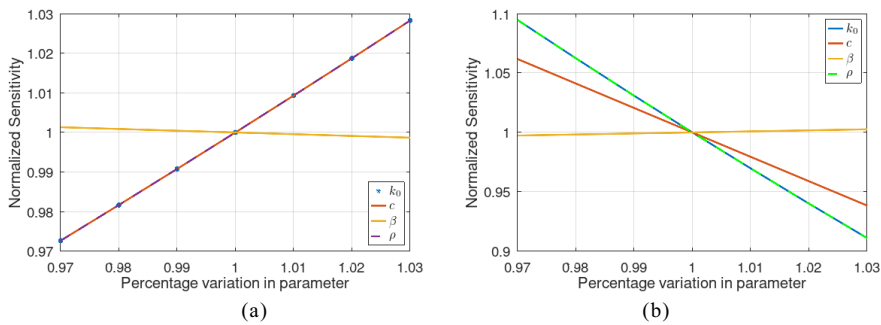 Normalized Sensitivity
1.03
1.02
1.01
1
0.99
0.98
0.97
0.97 0.98 0.99 1 1.01 1.02 1.03
Percentage variation in parameter
k₀
c
β
ρ
(a)
Normalized Sensitivity
1.1
1.05
1
0.95
0.9
0.97 0.98 0.99 1 1.01 1.02 1.03
Percentage variation in parameter
k₀
c
β
ρ
(b)